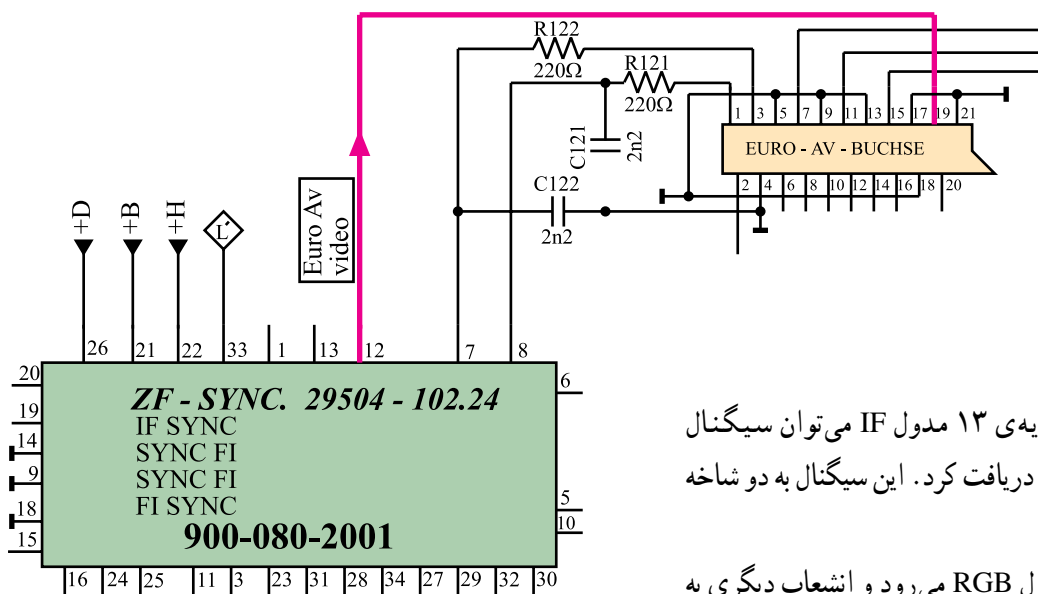 R122
220Ω
R121
220Ω
C121
2n2
C122
2n2
1 3 5 7 9 11 13 15 17 19 21
EURO - AV - BUCHSE
2 4 6 8 10 12 14 16 18 20
+D
+B
+H
L'
Euro Av
video
26 21 22 33 1 13 12 7 8
20
19
14
9
18
15
6
5
10
ZF - SYNC. 29504 - 102.24
IF SYNC
SYNC FI
SYNC FI
FI SYNC
900-080-2001
16 24 25 11 3 23 31 28 34 27 29 32 30
یه‌ی ۱۳ مدول IF می‌توان سیگنال
دریافت کرد. این سیگنال به دو شاخه
ل RGB می‌رود و انشعاب دیگری به